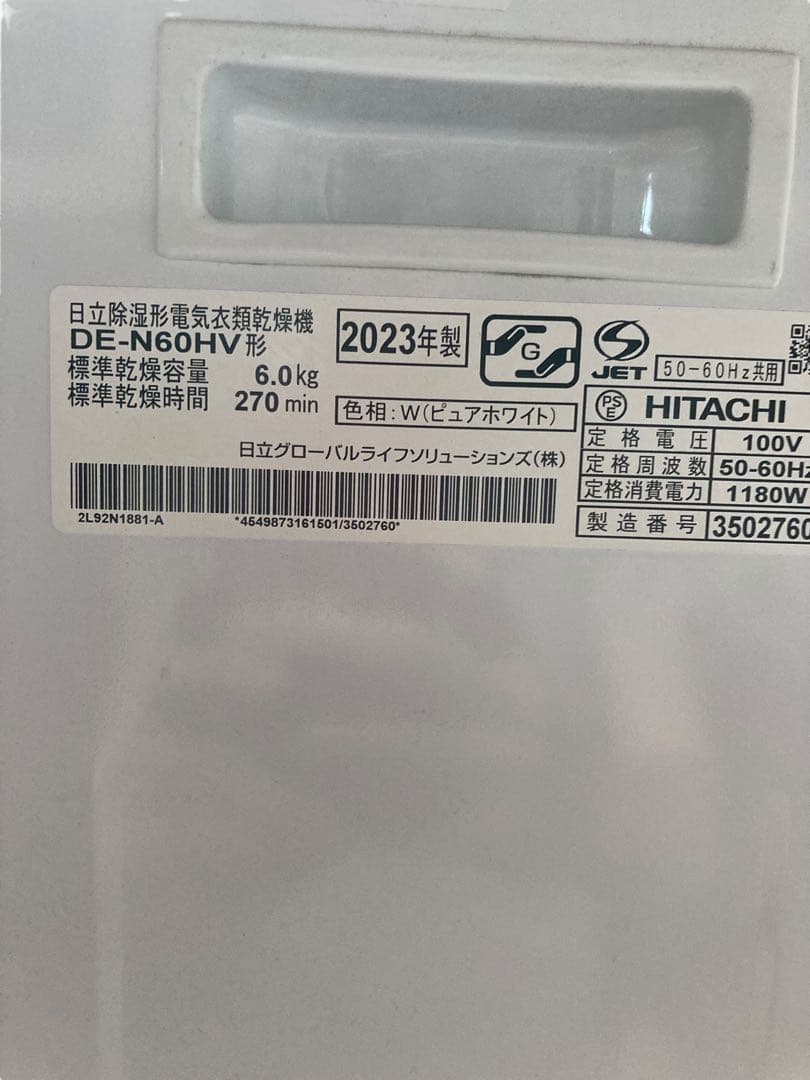 日立除湿形電気衣類乾燥機
DE-N60HV形
標準乾燥容量 6.0kg
標準乾燥時間 270min
2023年製
G
JET
50-60Hz共用
色相:W(ピュアホワイト)
日立グローバルライフソリューションズ(株)
2L92N1881-A
*4549873161501/3502760*
PS
E
HITACHI
定格電圧 100V
定格周波数 50-60Hz
定格消費電力 1180W
製造番号 3502760